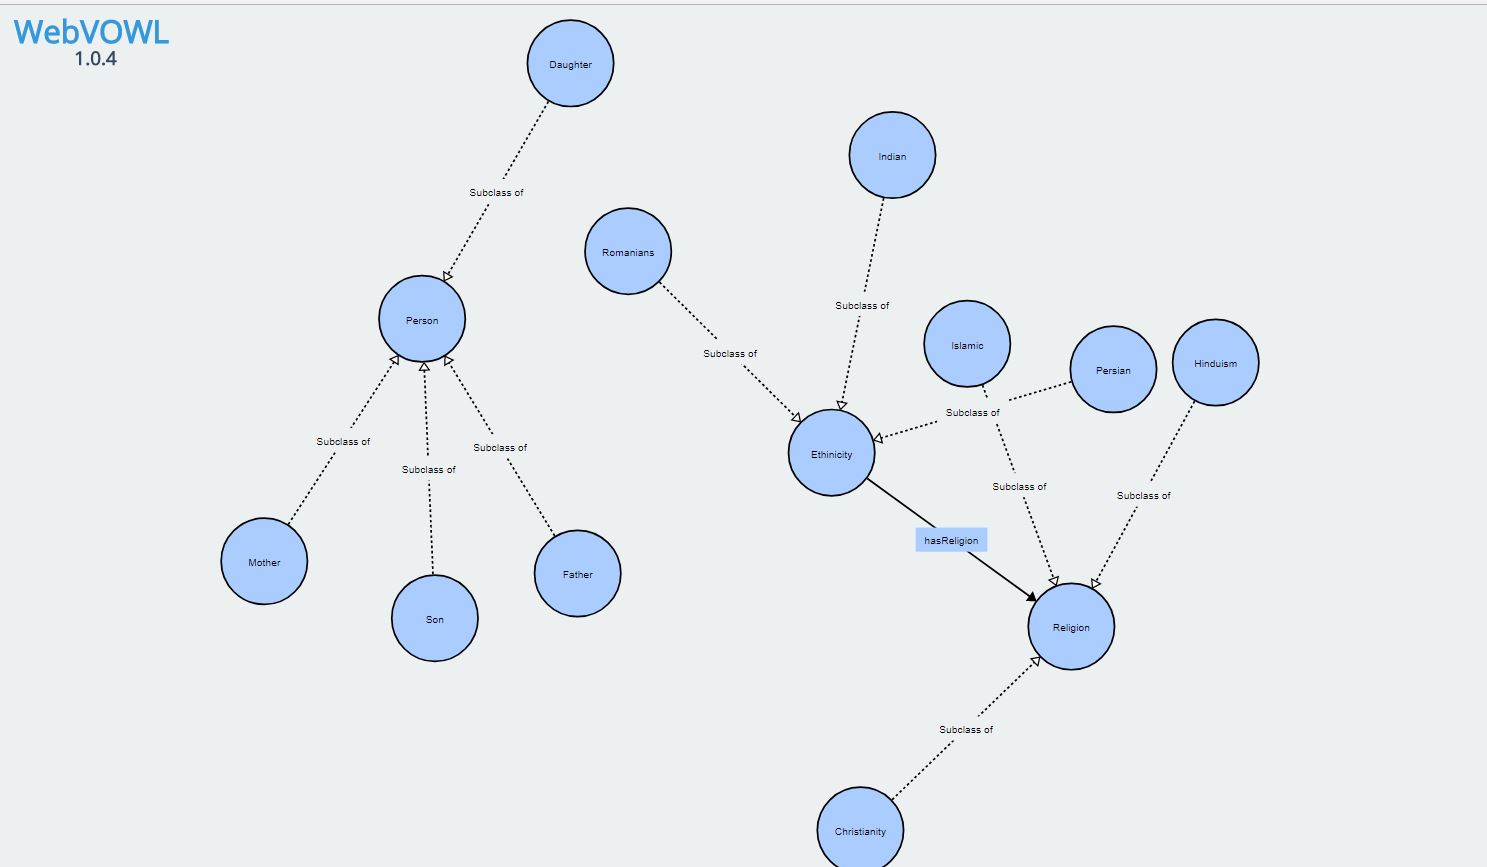 WebVOWL
1.0.4
Daughter
Indian
Subclass of
Romanians
Subclass of
Person
Islamic
Persian
Hinduism
Subclass of
Subclass of
Ethinicity
Subclass of
Subclass of
Subclass of
Subclass of
Subclass of
hasReligion
Mother
Father
Son
Religion
Subclass of
Christianity